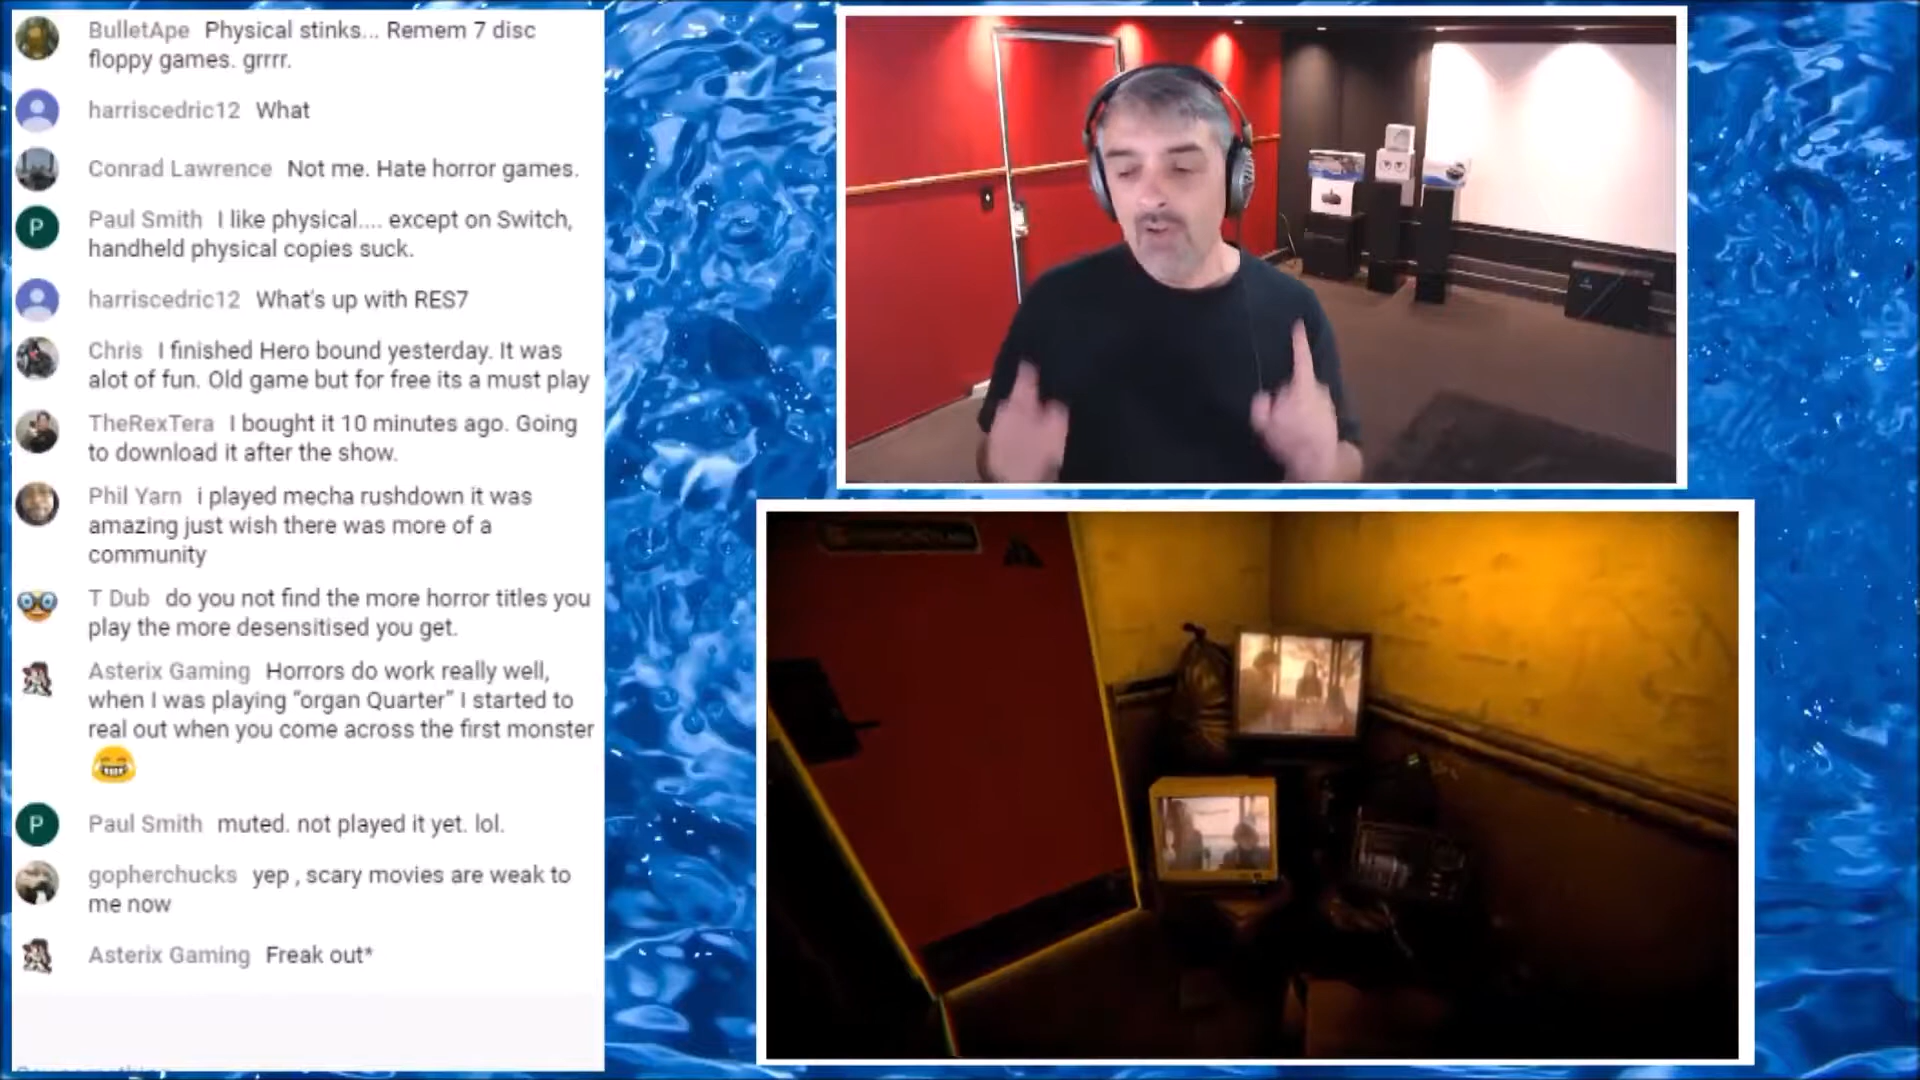 BulletApe Physical stinks... Remem 7 disc
floppy games. grrrr.
harriscedric12 What
Conrad Lawrence Not me. Hate horror games.
P
Paul Smith I like physical.... except on Switch,
handheld physical copies suck.
harriscedric12 What's up with RES7
Chris I finished Hero bound yesterday. It was
alot of fun. Old game but for free its a must play
TheRexTera I bought it 10 minutes ago. Going
to download it after the show.
Phil Yarn i played mecha rushdown it was
amazing just wish there was more of a
community
T Dub do you not find the more horror titles you
play the more desensitised you get.
Asterix Gaming Horrors do work really well,
when I was playing “organ Quarter” I started to
real out when you come across the first monster
P
Paul Smith muted. not played it yet. lol.
gopherchucks yep , scary movies are weak to
me now
Asterix Gaming Freak out*